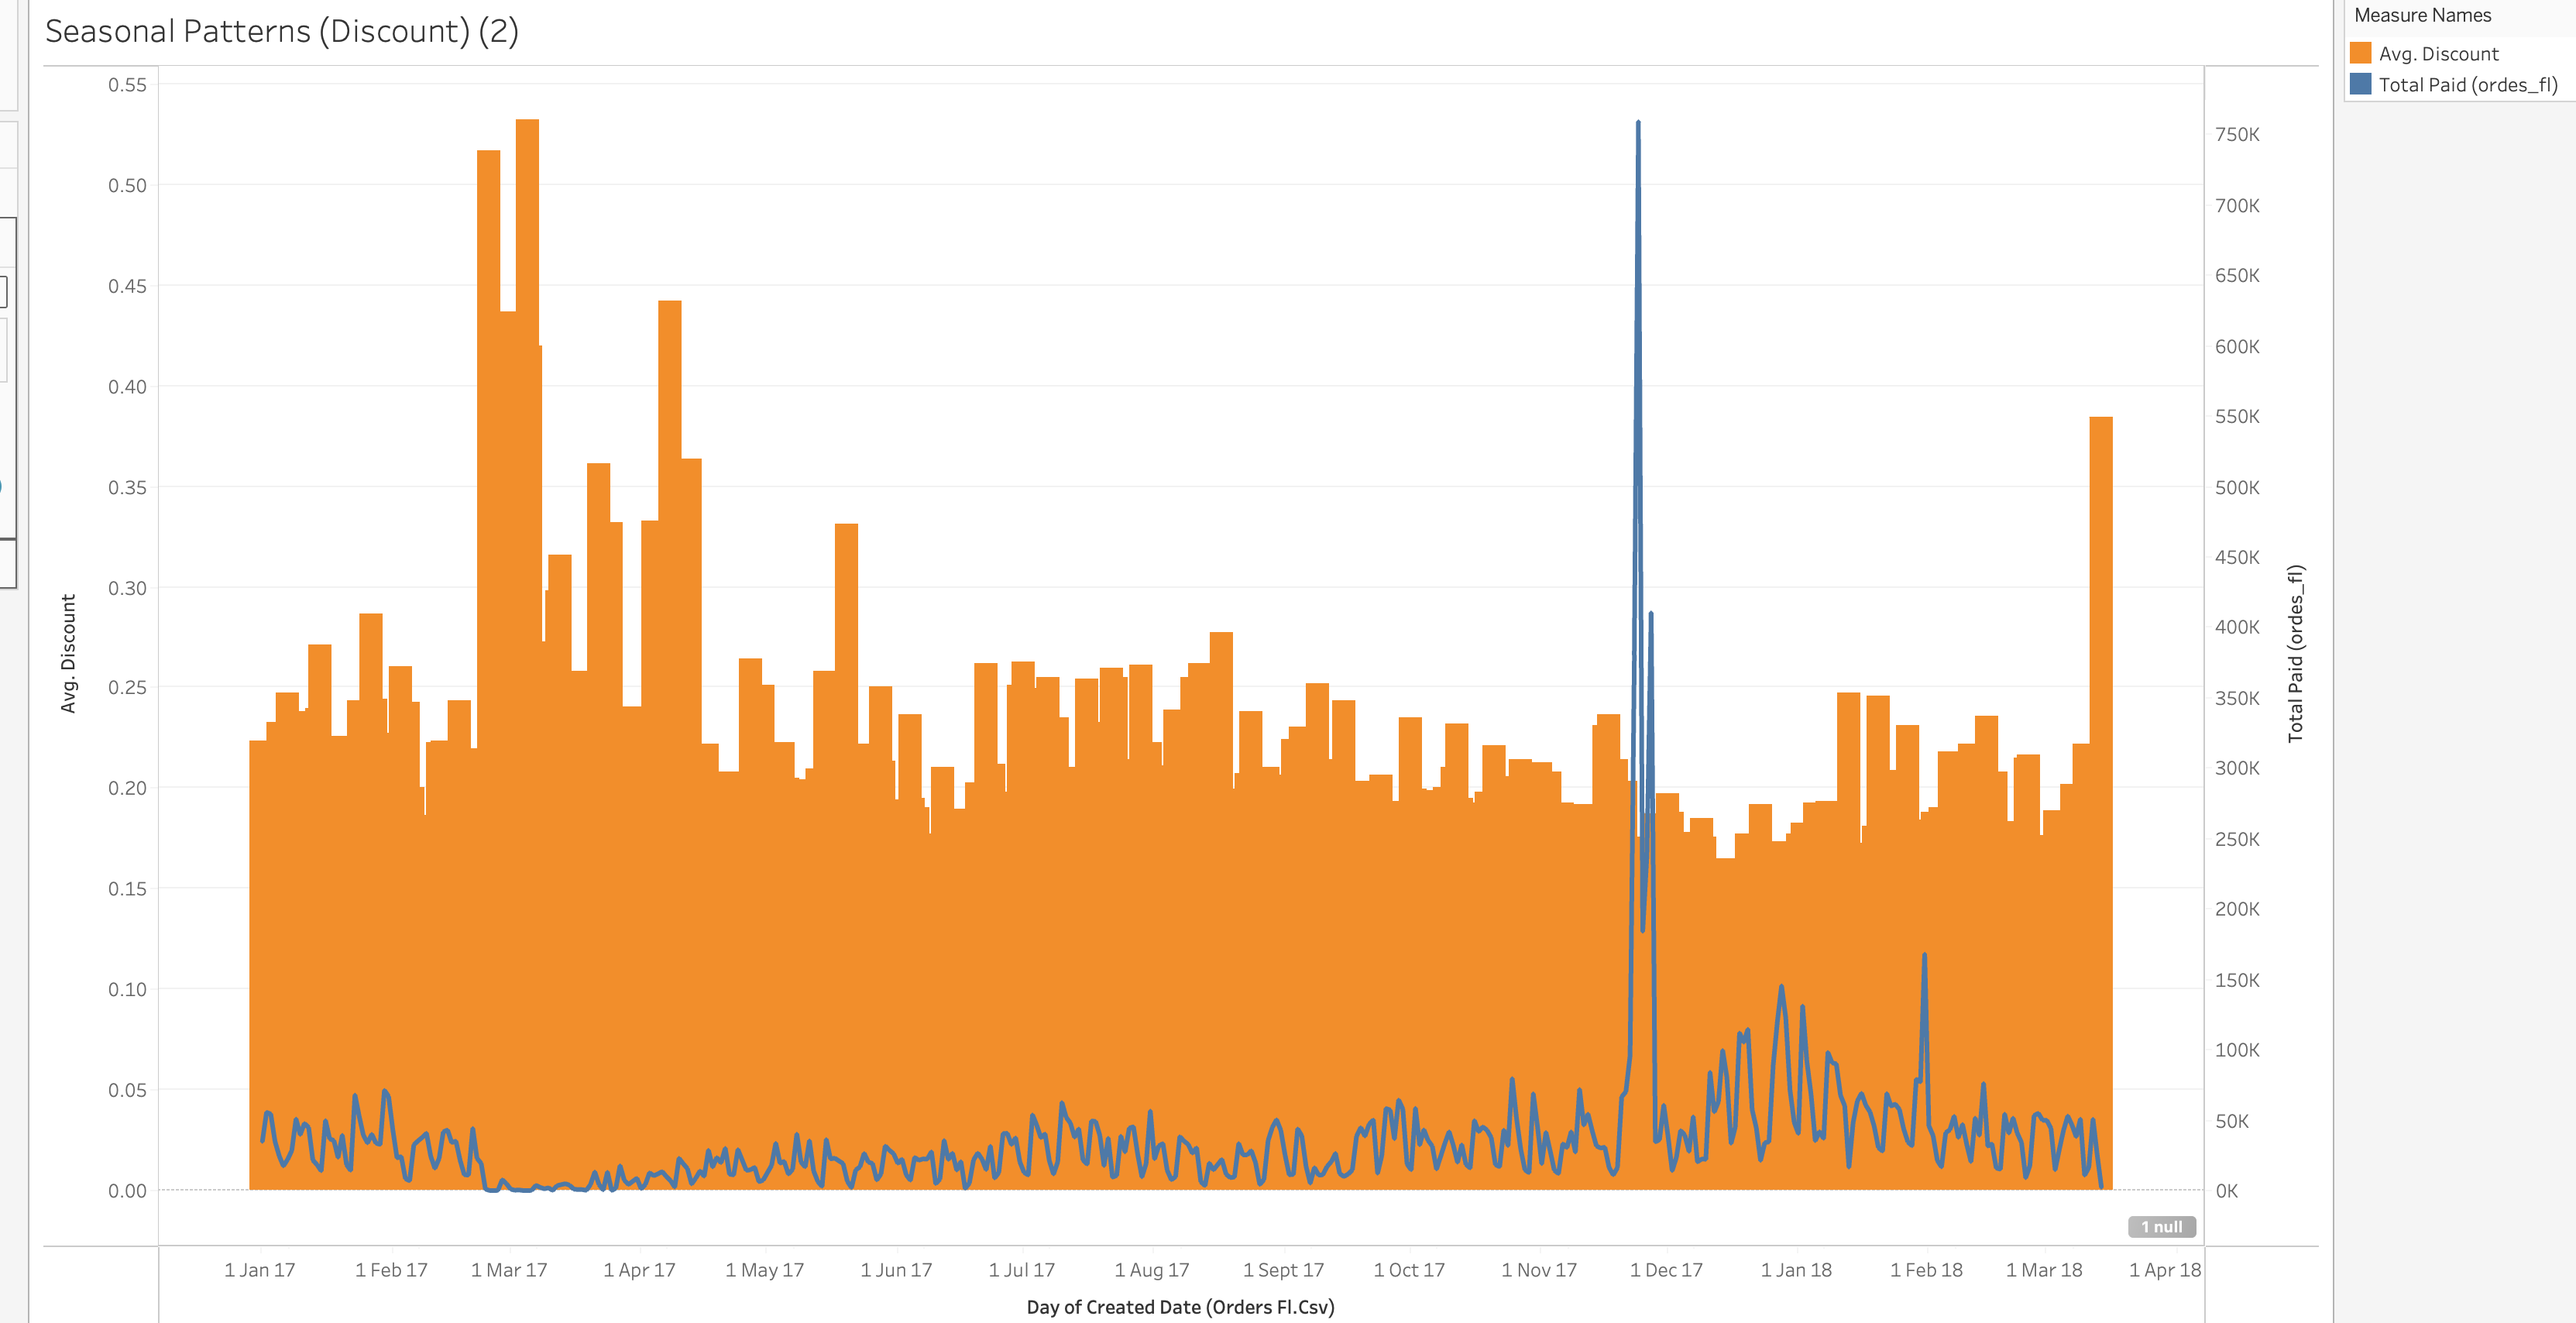 Seasonal Patterns (Discount) (2)
Measure Names
Avg. Discount
Total Paid (ordes_fl)
Avg. Discount
0.55
0.50
0.45
0.40
0.35
0.30
0.25
0.20
0.15
0.10
0.05
0.00
750K
700K
650K
600K
550K
500K
450K
400K
350K
300K
250K
200K
150K
100K
50K
0K
Total Paid (ordes_fl)
1 null
1 Jan 17 1 Feb 17 1 Mar 17 1 Apr 17 1 May 17 1 Jun 17 1 Jul 17 1 Aug 17 1 Sept 17 1 Oct 17 1 Nov 17 1 Dec 17 1 Jan 18 1 Feb 18 1 Mar 18 1 Apr 18
Day of Created Date (Orders Fl.Csv)